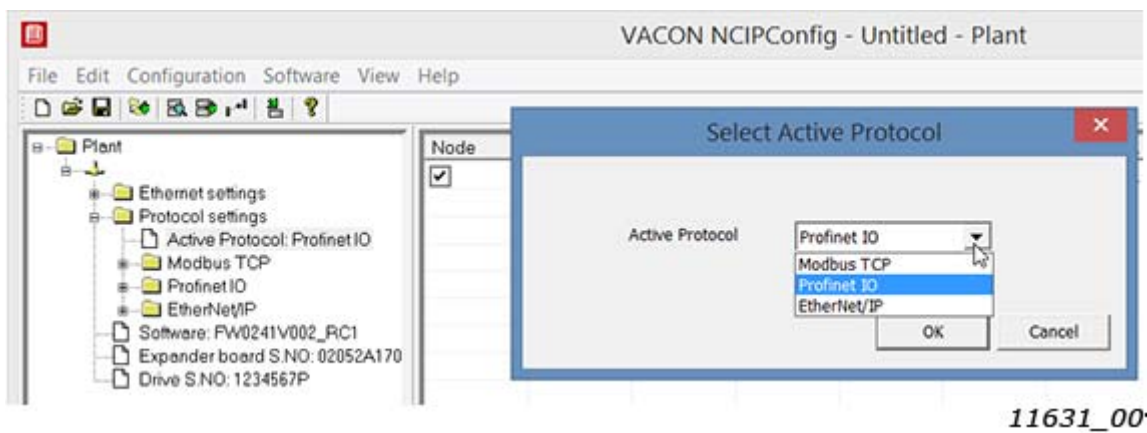 VACON NCIPConfig - Untitled - Plant
File Edit Configuration Software View Help
Plant
Ethernet settings
Protocol settings
Active Protocol: Profinet IO
Modbus TCP
Profinet IO
EtherNet/IP
Software: FW0241V002_RC1
Expander board S.NO: 02052A170
Drive S.NO: 1234567P
Node
Select Active Protocol
Active Protocol
Profinet IO
Modbus TCP
Profinet IO
EtherNet/IP
OK Cancel